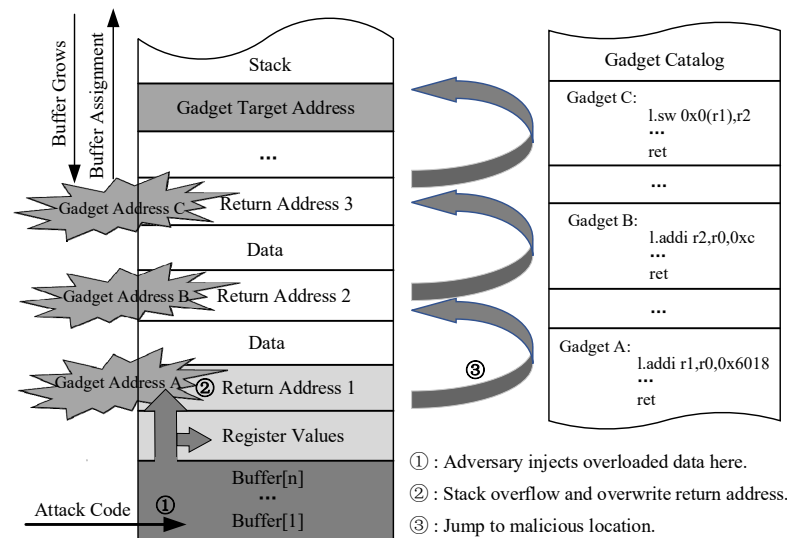 Buffer Grows
Buffer Assignment
Stack
Gadget Target Address
...
Gadget Address C
Return Address 3
Data
Gadget Address B
Return Address 2
Data
Gadget Address A
② Return Address 1
Register Values
Buffer[n]
...
Buffer[1]
Attack Code
①
③
Gadget Catalog
Gadget C:
l.sw 0x0(r1),r2
...
ret
...
Gadget B:
l.addi r2,r0,0xc
...
ret
...
Gadget A:
l.addi r1,r0,0x6018
...
ret
① : Adversary injects overloaded data here.
② : Stack overflow and overwrite return address.
③ : Jump to malicious location.